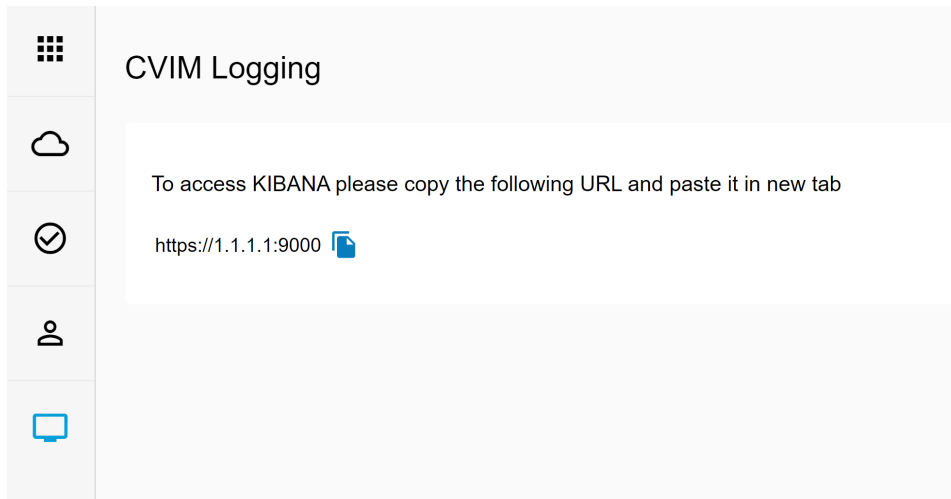 CVIM Logging
To access KIBANA please copy the following URL and paste it in new tab
https://1.1.1.1:9000